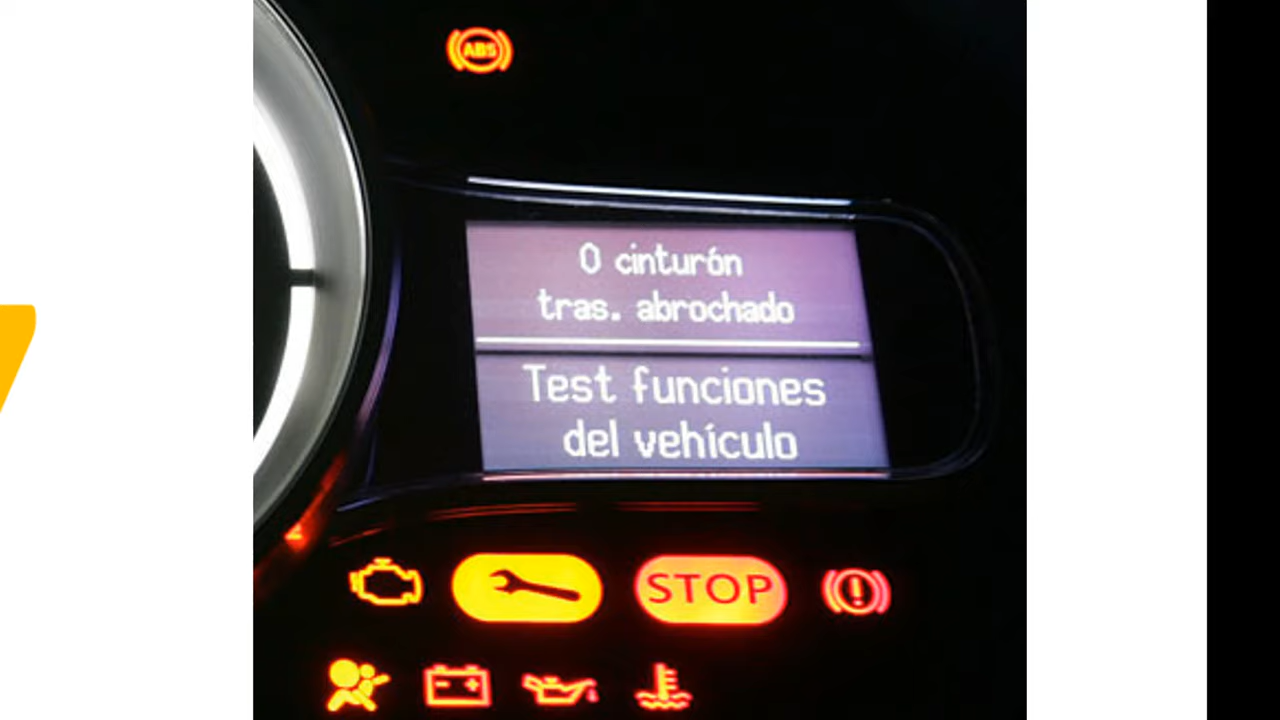 ABS
0 cinturón
tras. abrochado
Test funciones
del vehículo
STOP